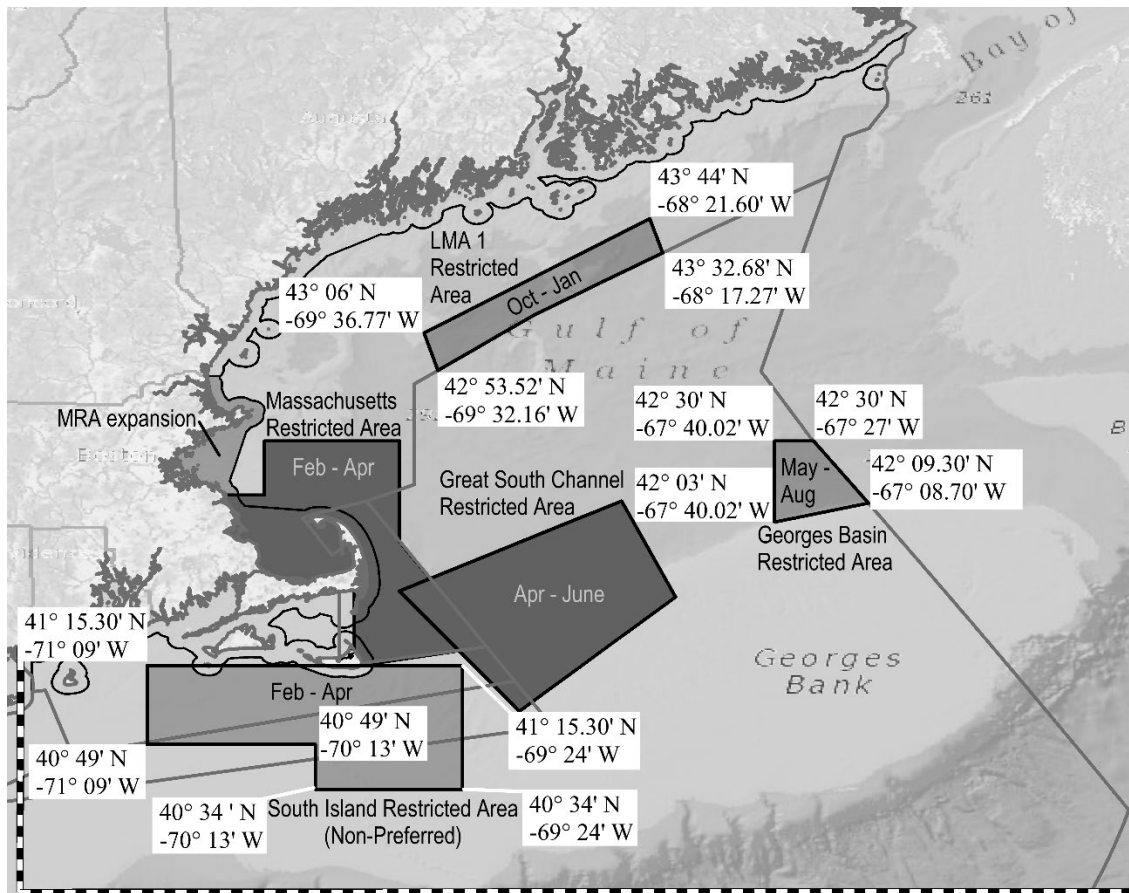 Bay of
261
Augusta
43° 44' N
-68° 21.60' W
LMA 1
Restricted
Area
Oct - Jan
43° 32.68' N
-68° 17.27' W
43° 06' N
-69° 36.77' W
Gulf of
Maine
42° 53.52' N
-69° 32.16' W
MRA expansion
Massachusetts
Restricted Area
Boston
Feb - Apr
42° 30' N
-67° 40.02' W
42° 30' N
-67° 27' W
May -
Aug
42° 09.30' N
-67° 08.70' W
42° 03' N
-67° 40.02' W
Georges Basin
Restricted Area
Great South Channel
Restricted Area
Apr - June
41° 15.30' N
-71° 09' W
Georges
Bank
Feb - Apr
40° 49' N
-70° 13' W
41° 15.30' N
-69° 24' W
40° 49' N
-71° 09' W
40° 34 ' N
-70° 13' W
South Island Restricted Area
(Non-Preferred)
40° 34' N
-69° 24' W